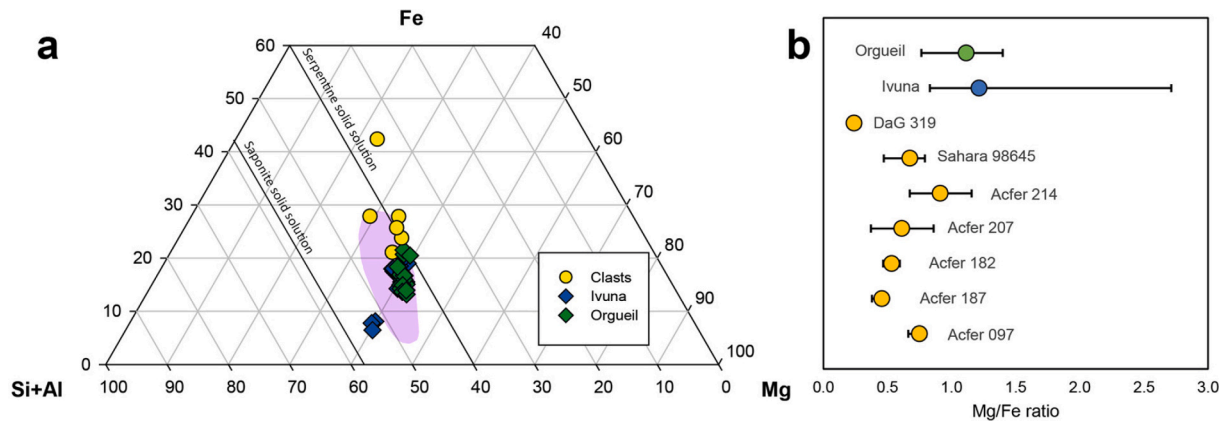 a
Fe
60
50
40
30
20
10
0
40
50
60
70
80
90
100
Serpentine solid solution
Saponite solid solution
Clasts
Ivuna
Orgueil
100 90 80 70 60 50 40 30 20 10 0
Si+Al
Mg
b
Orgueil
Ivuna
DaG 319
Sahara 98645
Acfer 214
Acfer 207
Acfer 182
Acfer 187
Acfer 097
0.0 0.5 1.0 1.5 2.0 2.5 3.0
Mg/Fe ratio